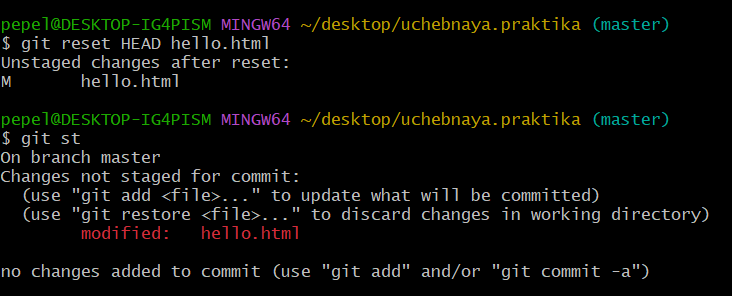 pepel@DESKTOP-IG4PISM MINGW64 ~/desktop/uchebnaya.praktika (master)
$ git reset HEAD hello.html
Unstaged changes after reset:
M       hello.html

pepel@DESKTOP-IG4PISM MINGW64 ~/desktop/uchebnaya.praktika (master)
$ git st
On branch master
Changes not staged for commit:
  (use "git add <file>..." to update what will be committed)
  (use "git restore <file>..." to discard changes in working directory)
        modified:   hello.html

no changes added to commit (use "git add" and/or "git commit -a")